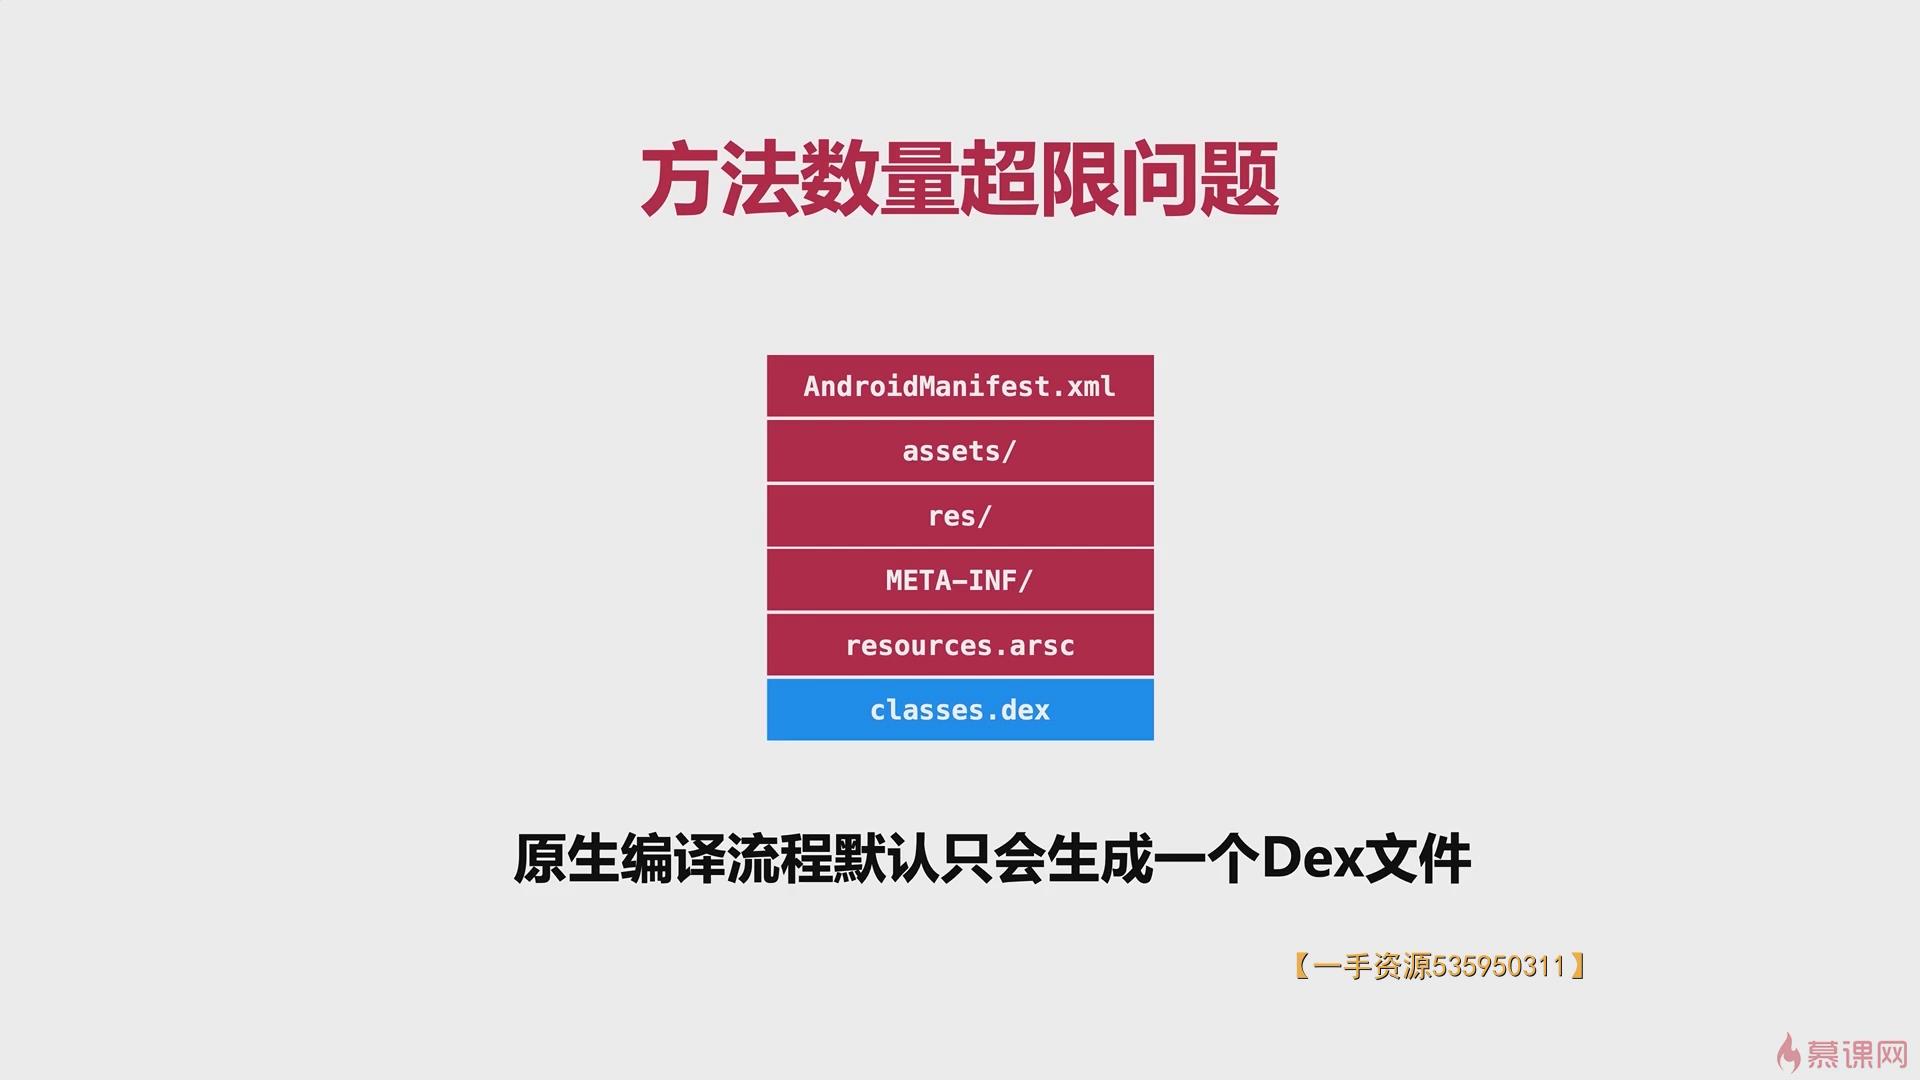 方法数量超限问题
AndroidManifest.xml
assets/
res/
META-INF/
resources.arsc
classes.dex
原生编译流程默认只会生成一个Dex文件
【一手资源535950311】
慕课网